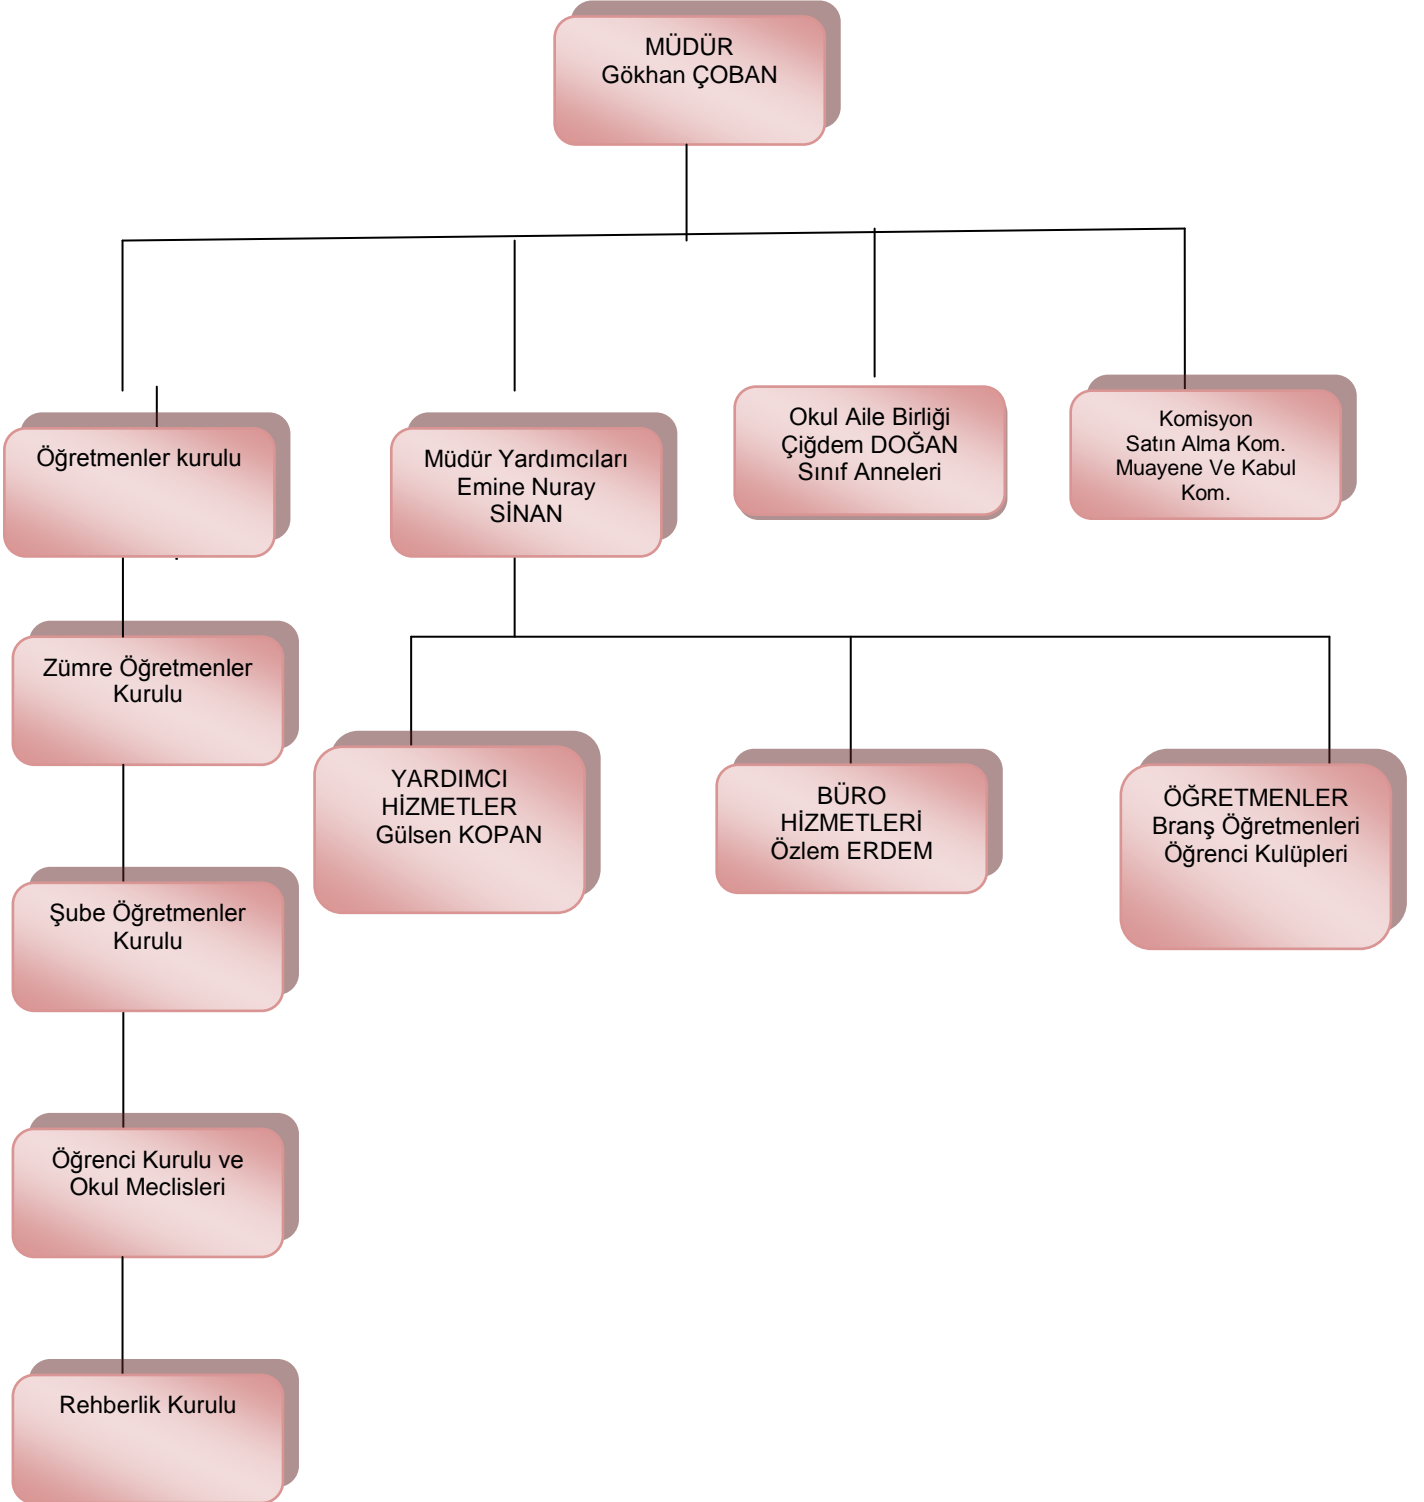 MÜDÜR
Gökhan ÇOBAN
Öğretmenler kurulu
Müdür Yardımcıları
Emine Nuray
SİNAN
Okul Aile Birliği
Çiğdem DOĞAN
Sınıf Anneleri
Komisyon
Satın Alma Kom.
Muayene Ve Kabul
Kom.
Zümre Öğretmenler
Kurulu
YARDIMCI
HİZMETLER
Gülsen KOPAN
BÜRO
HİZMETLERİ
Özlem ERDEM
ÖĞRETMENLER
Branş Öğretmenleri
Öğrenci Kulüpleri
Şube Öğretmenler
Kurulu
Öğrenci Kurulu ve
Okul Meclisleri
Rehberlik Kurulu